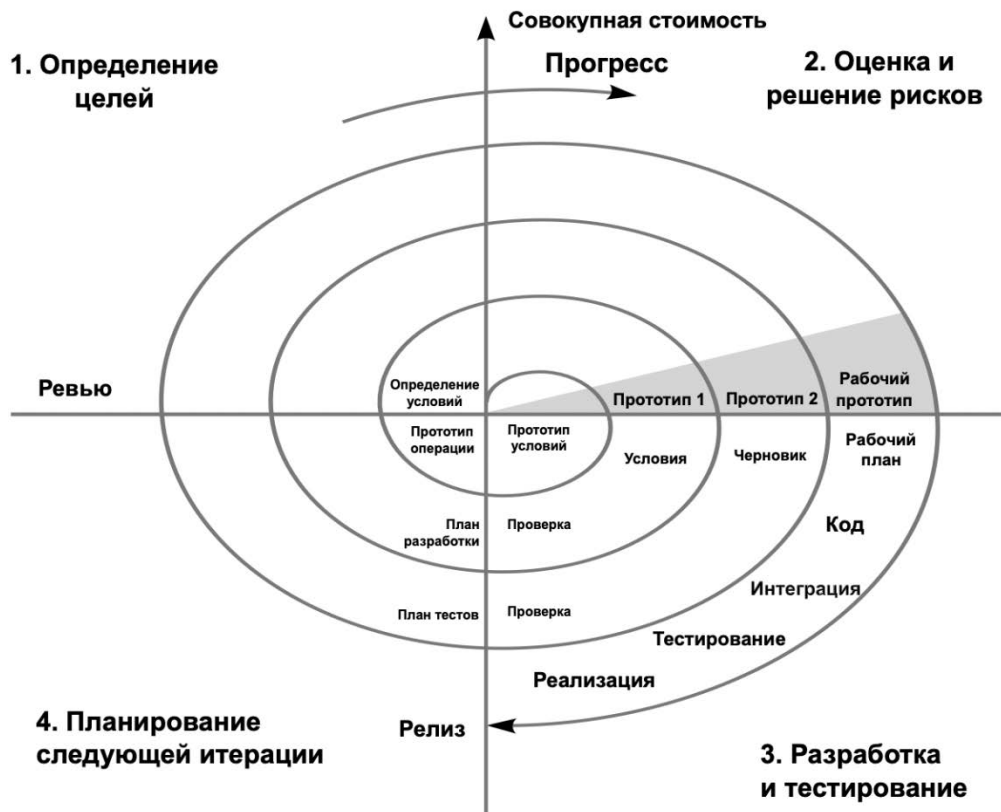 Совокупная стоимость
1. Определение
целей
Прогресс
2. Оценка и
решение рисков
Ревью
Определение
условий
Прототип 1
Прототип 2
Рабочий
прототип
Прототип
операции
Прототип
условий
Условия
Черновик
Рабочий
план
План
разработки
Проверка
Код
Интеграция
План тестов
Проверка
Тестирование
Реализация
Релиз
4. Планирование
следующей итерации
3. Разработка
и тестирование